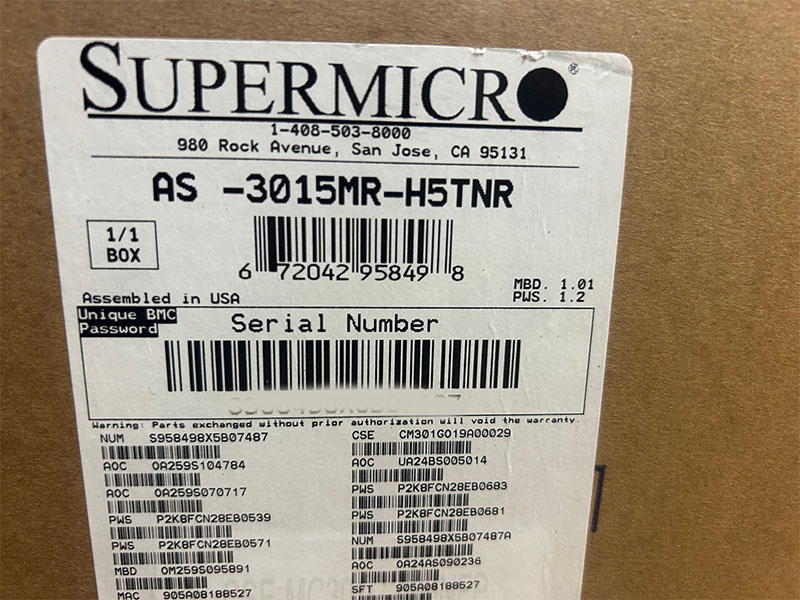 SUPERMICRO®
1-408-503-8000
980 Rock Avenue, San Jose, CA 95131
AS -3015MR-H5TNR
1/1
BOX
6 72042 95849 8
MBD. 1.01
PWS. 1.2
Assembled in USA
Unique BMC
Password
Serial Number
Warning: Parts exchanged without prior authorization will void the warranty.
NUM S958498X5B07487
CSE CM301G019A00029
AOC 0A259S104784
AOC UA24BS005014
AOC 0A259S070717
PWS P2K8FCN28EB0683
PWS P2K8FCN28EB0539
PWS P2K8FCN28EB0681
PWS P2K8FCN28EB0571
NUM S958498X5B07487A
MBD 0M259S095891
AOC 0A24AS090236
MAC 905A08188527
SFT 905A08188527